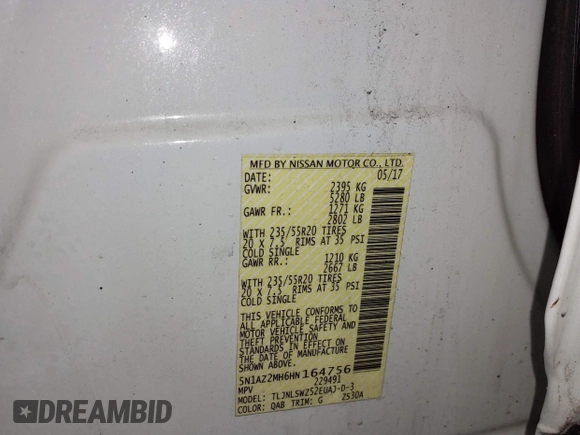 MFD BY NISSAN MOTOR CO., LTD.
DATE: 05/17
GVWR: 2395 KG
5280 LB
GAWR FR.: 1271 KG
2802 LB
WITH 235/55R20 TIRES
20 X 7.5 RIMS AT 35 PSI
COLD SINGLE
GAWR RR.: 1210 KG
2667 LB
WITH 235/55R20 TIRES
20 X 7.5 RIMS AT 35 PSI
COLD SINGLE
THIS VEHICLE CONFORMS TO
ALL APPLICABLE FEDERAL
MOTOR VEHICLE SAFETY AND
THEFT PREVENTION
STANDARDS IN EFFECT ON
THE DATE OF MANUFACTURE
SHOWN ABOVE.
5N1AZ2MH6HN164756
MPV 229491
MODEL: TLJNLSW252EUAJ-D-3
COLOR: QAB TRIM: G ZS30A
DREAMBID